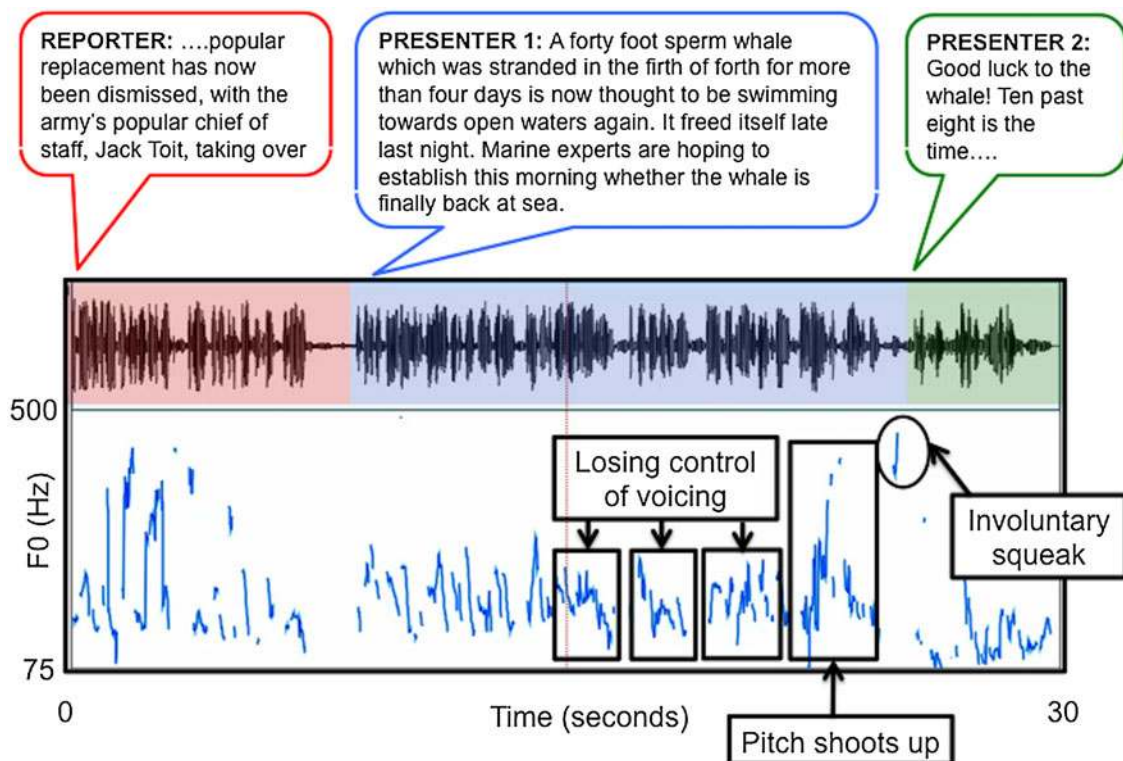 REPORTER: ….popular
replacement has now
been dismissed, with the
army's popular chief of
staff, Jack Toit, taking over
PRESENTER 1: A forty foot sperm whale
which was stranded in the firth of forth for more
than four days is now thought to be swimming
towards open waters again. It freed itself late
last night. Marine experts are hoping to
establish this morning whether the whale is
finally back at sea.
PRESENTER 2:
Good luck to the
whale! Ten past
eight is the
time….
500
F0 (Hz)
75
Losing control
of voicing
Involuntary
squeak
0
Time (seconds)
30
Pitch shoots up